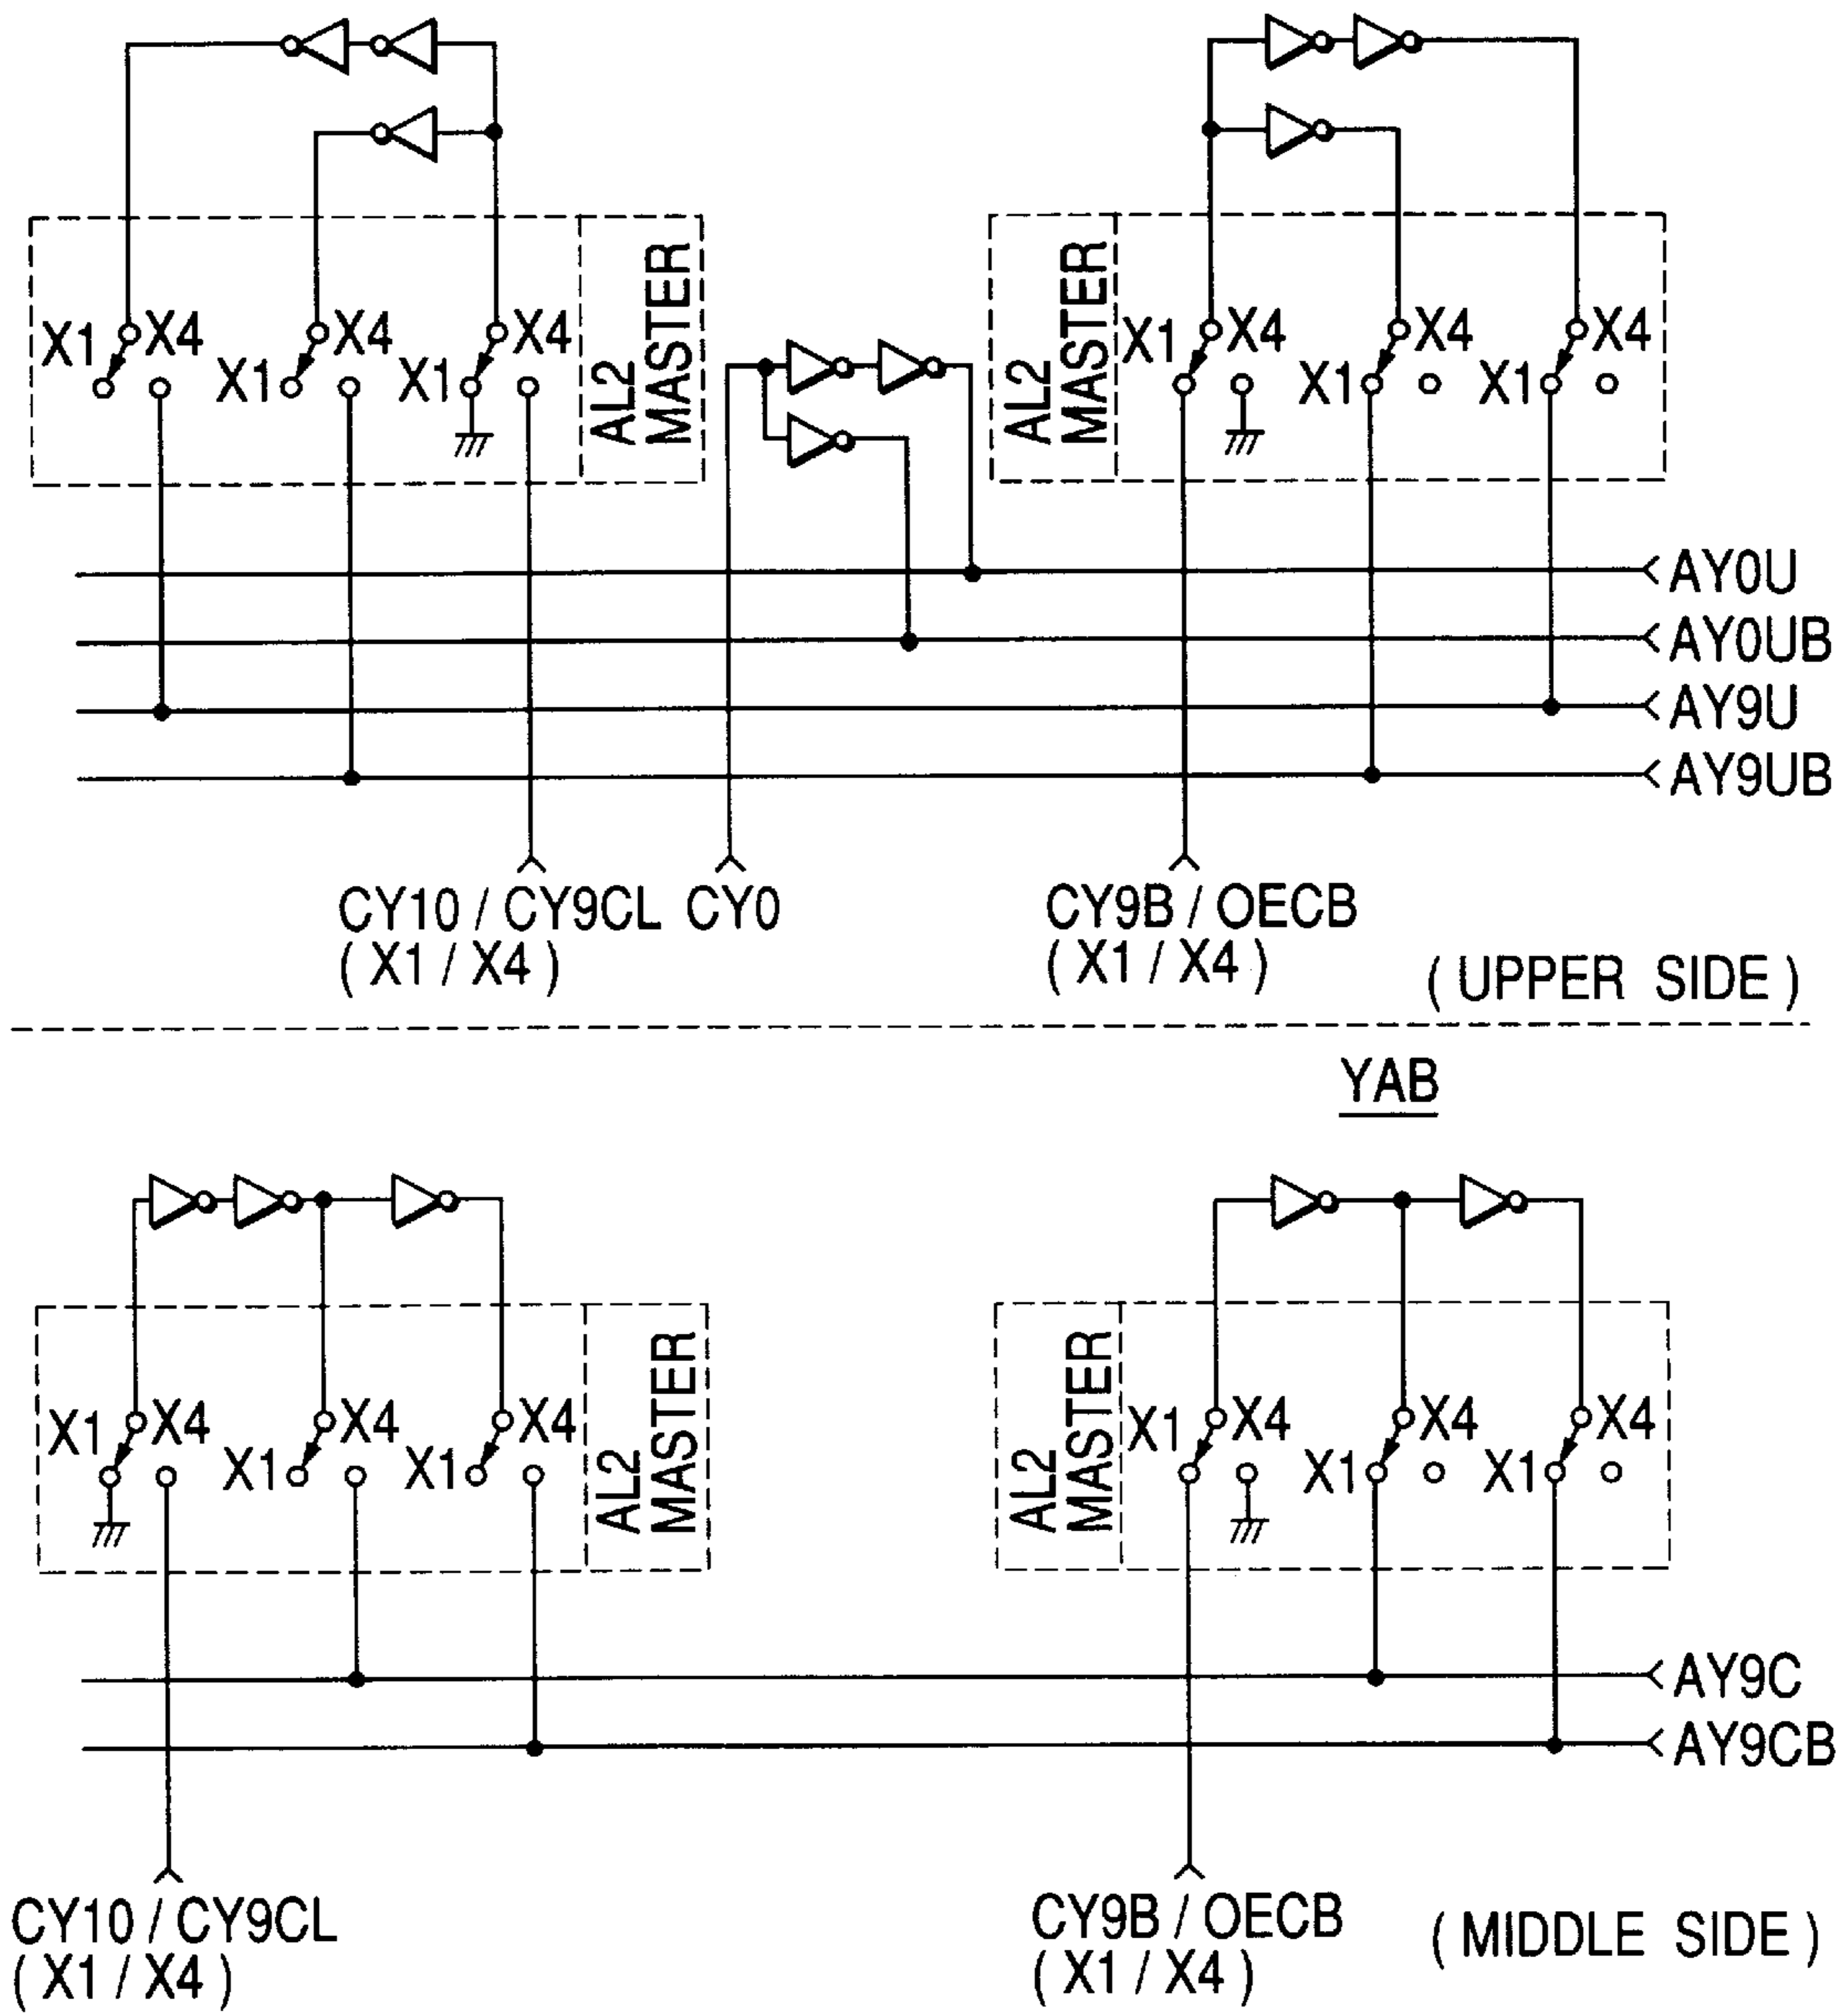 X1 X4 X1 X4 X1 X4
AL2
MASTER
AL2
MASTER
X1 X4 X1 X4 X1 X4
AY0U
AY0UB
AY9U
AY9UB
CY10 / CY9CL
( X1 / X4 )
CY0
CY9B / OECB
( X1 / X4 )
( UPPER SIDE )
YAB
X1 X4 X1 X4 X1 X4
AL2
MASTER
AL2
MASTER
X1 X4 X1 X4 X1 X4
AY9C
AY9CB
CY10 / CY9CL
( X1 / X4 )
CY9B / OECB
( X1 / X4 )
( MIDDLE SIDE )